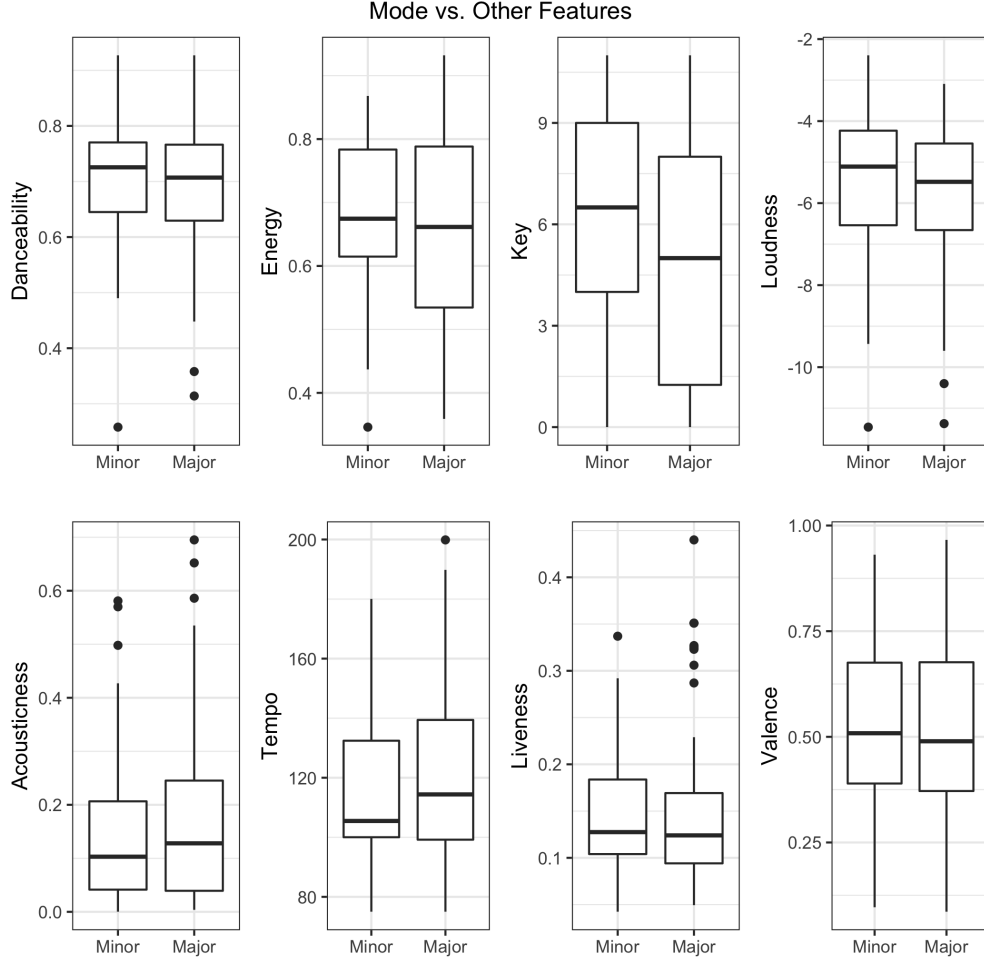 Mode vs. Other Features
Danceability
0.8
0.6
0.4
Minor Major
Energy
0.8
0.6
0.4
Minor Major
Key
9
6
3
0
Minor Major
Loudness
-2
-4
-6
-8
-10
Minor Major
Acousticness
0.6
0.4
0.2
0.0
Minor Major
Tempo
200
160
120
80
Minor Major
Liveness
0.4
0.3
0.2
0.1
Minor Major
Valence
1.00
0.75
0.50
0.25
Minor Major